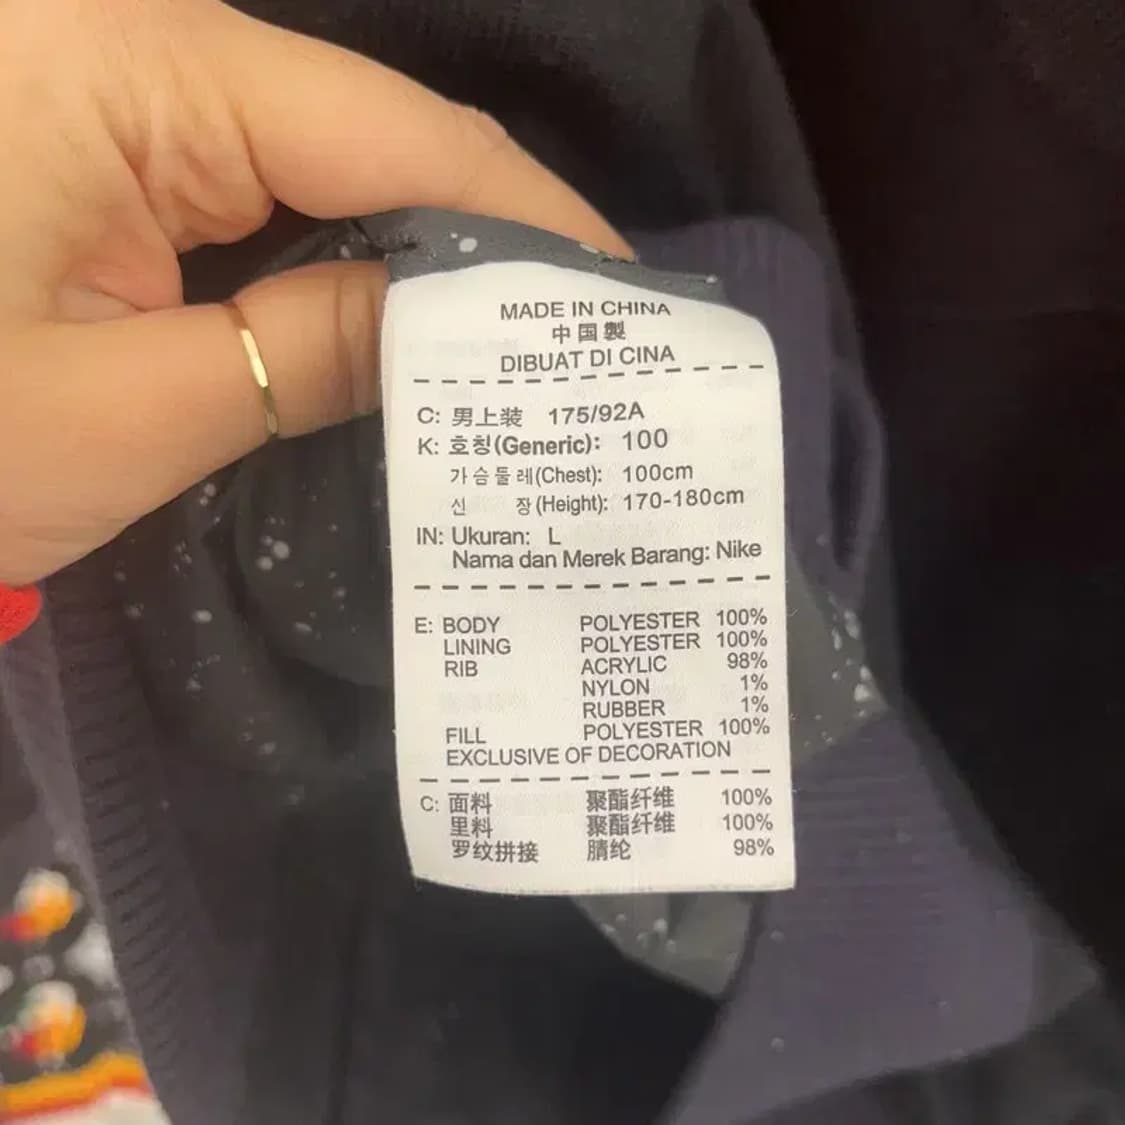 MADE IN CHINA
中国製
DIBUAT DI CINA
C: 男上装 175/92A
K: 호칭(Generic): 100
가슴둘레(Chest): 100cm
신 장(Height): 170-180cm
IN: Ukuran: L
Nama dan Merek Barang: Nike
E: BODY POLYESTER 100%
LINING POLYESTER 100%
RIB ACRYLIC 98%
NYLON 1%
RUBBER 1%
FILL POLYESTER 100%
EXCLUSIVE OF DECORATION
C: 面料 聚酯纤维 100%
里料 聚酯纤维 100%
罗纹拼接 腈纶 98%